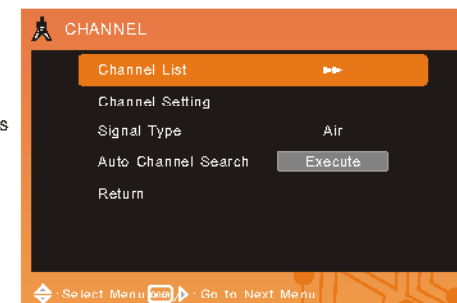 CHANNEL
Channel List
Channel Setting
s
Signal Type Air
Auto Channel Search Execute
Return
: Select Menu ENTER / : Go to Next Menu